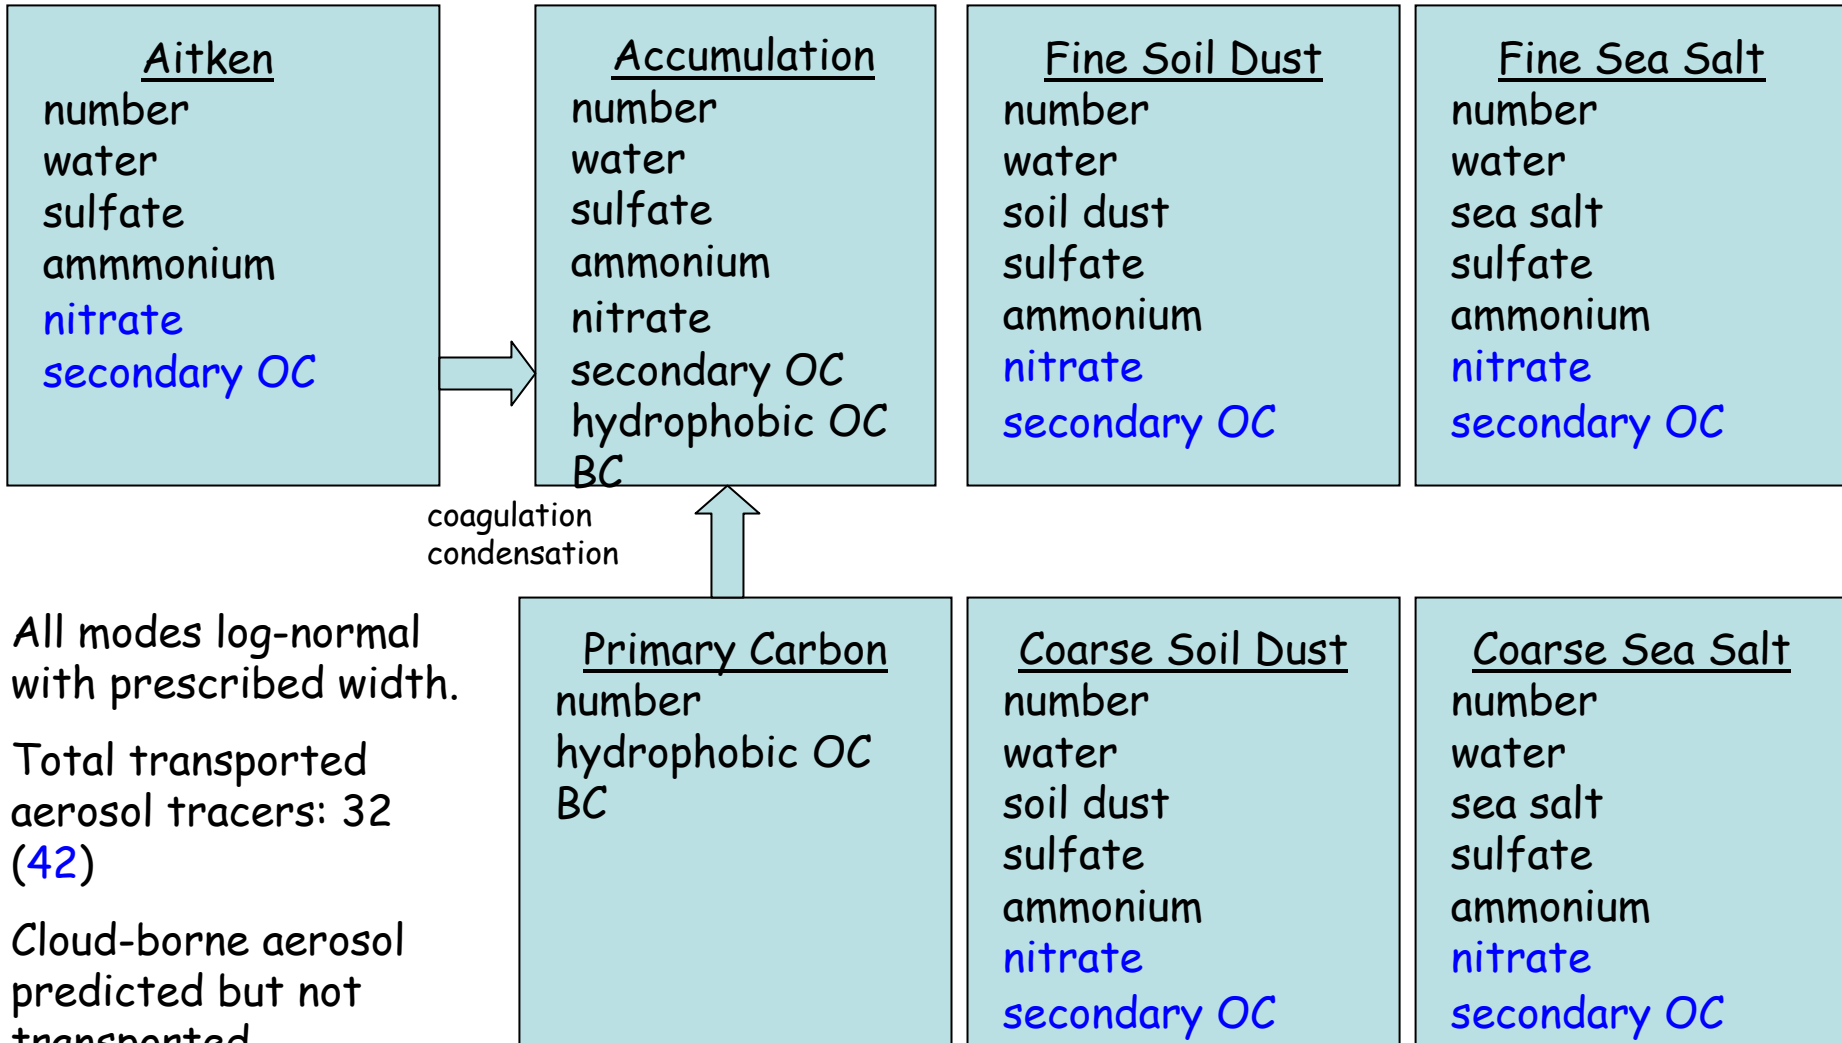 Aitken
number
water
sulfate
ammmonium
nitrate
secondary OC
Accumulation
number
water
sulfate
ammonium
nitrate
secondary OC
hydrophobic OC
BC
Fine Soil Dust
number
water
soil dust
sulfate
ammonium
nitrate
secondary OC
Fine Sea Salt
number
water
sea salt
sulfate
ammonium
nitrate
secondary OC
coagulation
condensation
All modes log-normal
with prescribed width.
Total transported
aerosol tracers: 32
(42)
Cloud-borne aerosol
predicted but not
transported
Primary Carbon
number
hydrophobic OC
BC
Coarse Soil Dust
number
water
soil dust
sulfate
ammonium
nitrate
secondary OC
Coarse Sea Salt
number
water
sea salt
sulfate
ammonium
nitrate
secondary OC